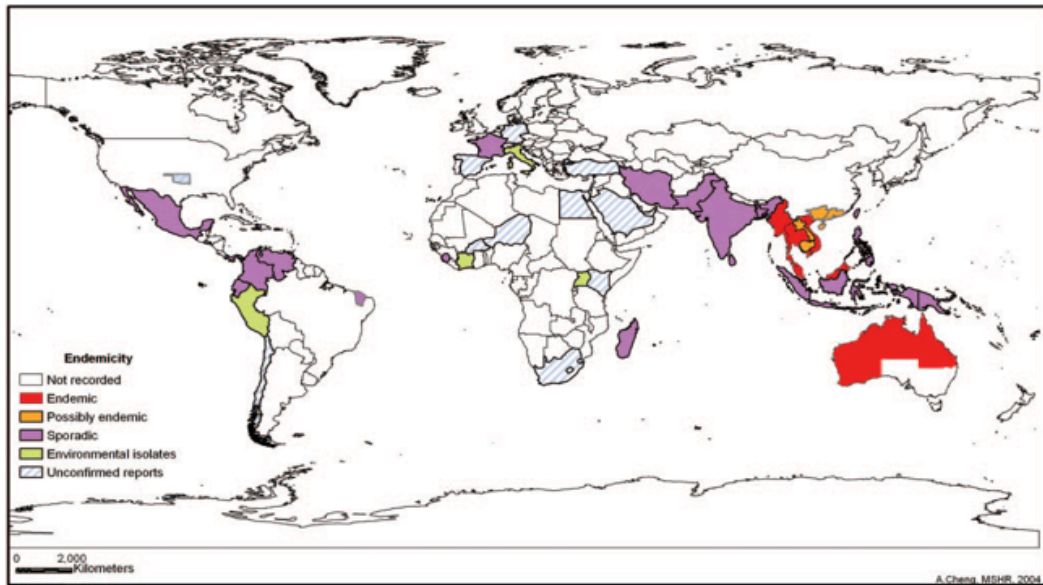 Endemicity
Not recorded
Endemic
Possibly endemic
Sporadic
Environmental isolates
Unconfirmed reports
0 2,000
Kilometers
A.Cheng, MSHR, 2004